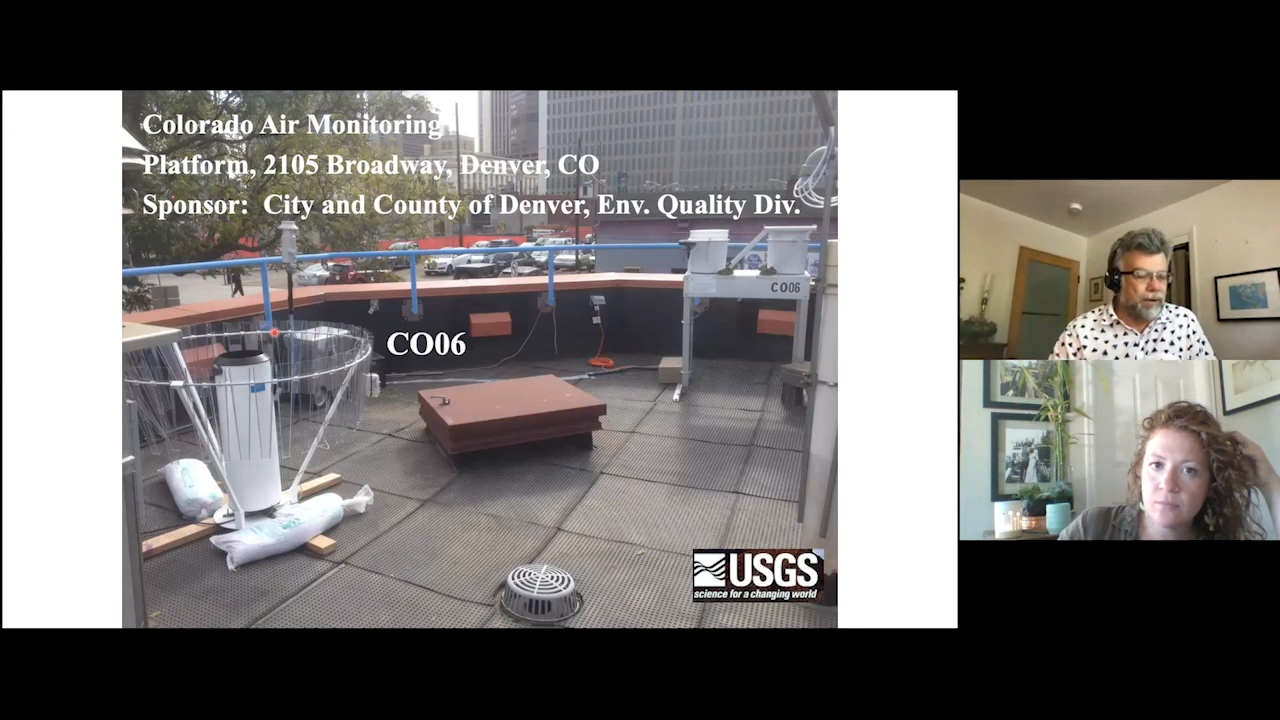 Colorado Air Monitoring
Platform, 2105 Broadway, Denver, CO
Sponsor: City and County of Denver, Env. Quality Div.
CO06
CO06
USGS
science for a changing world